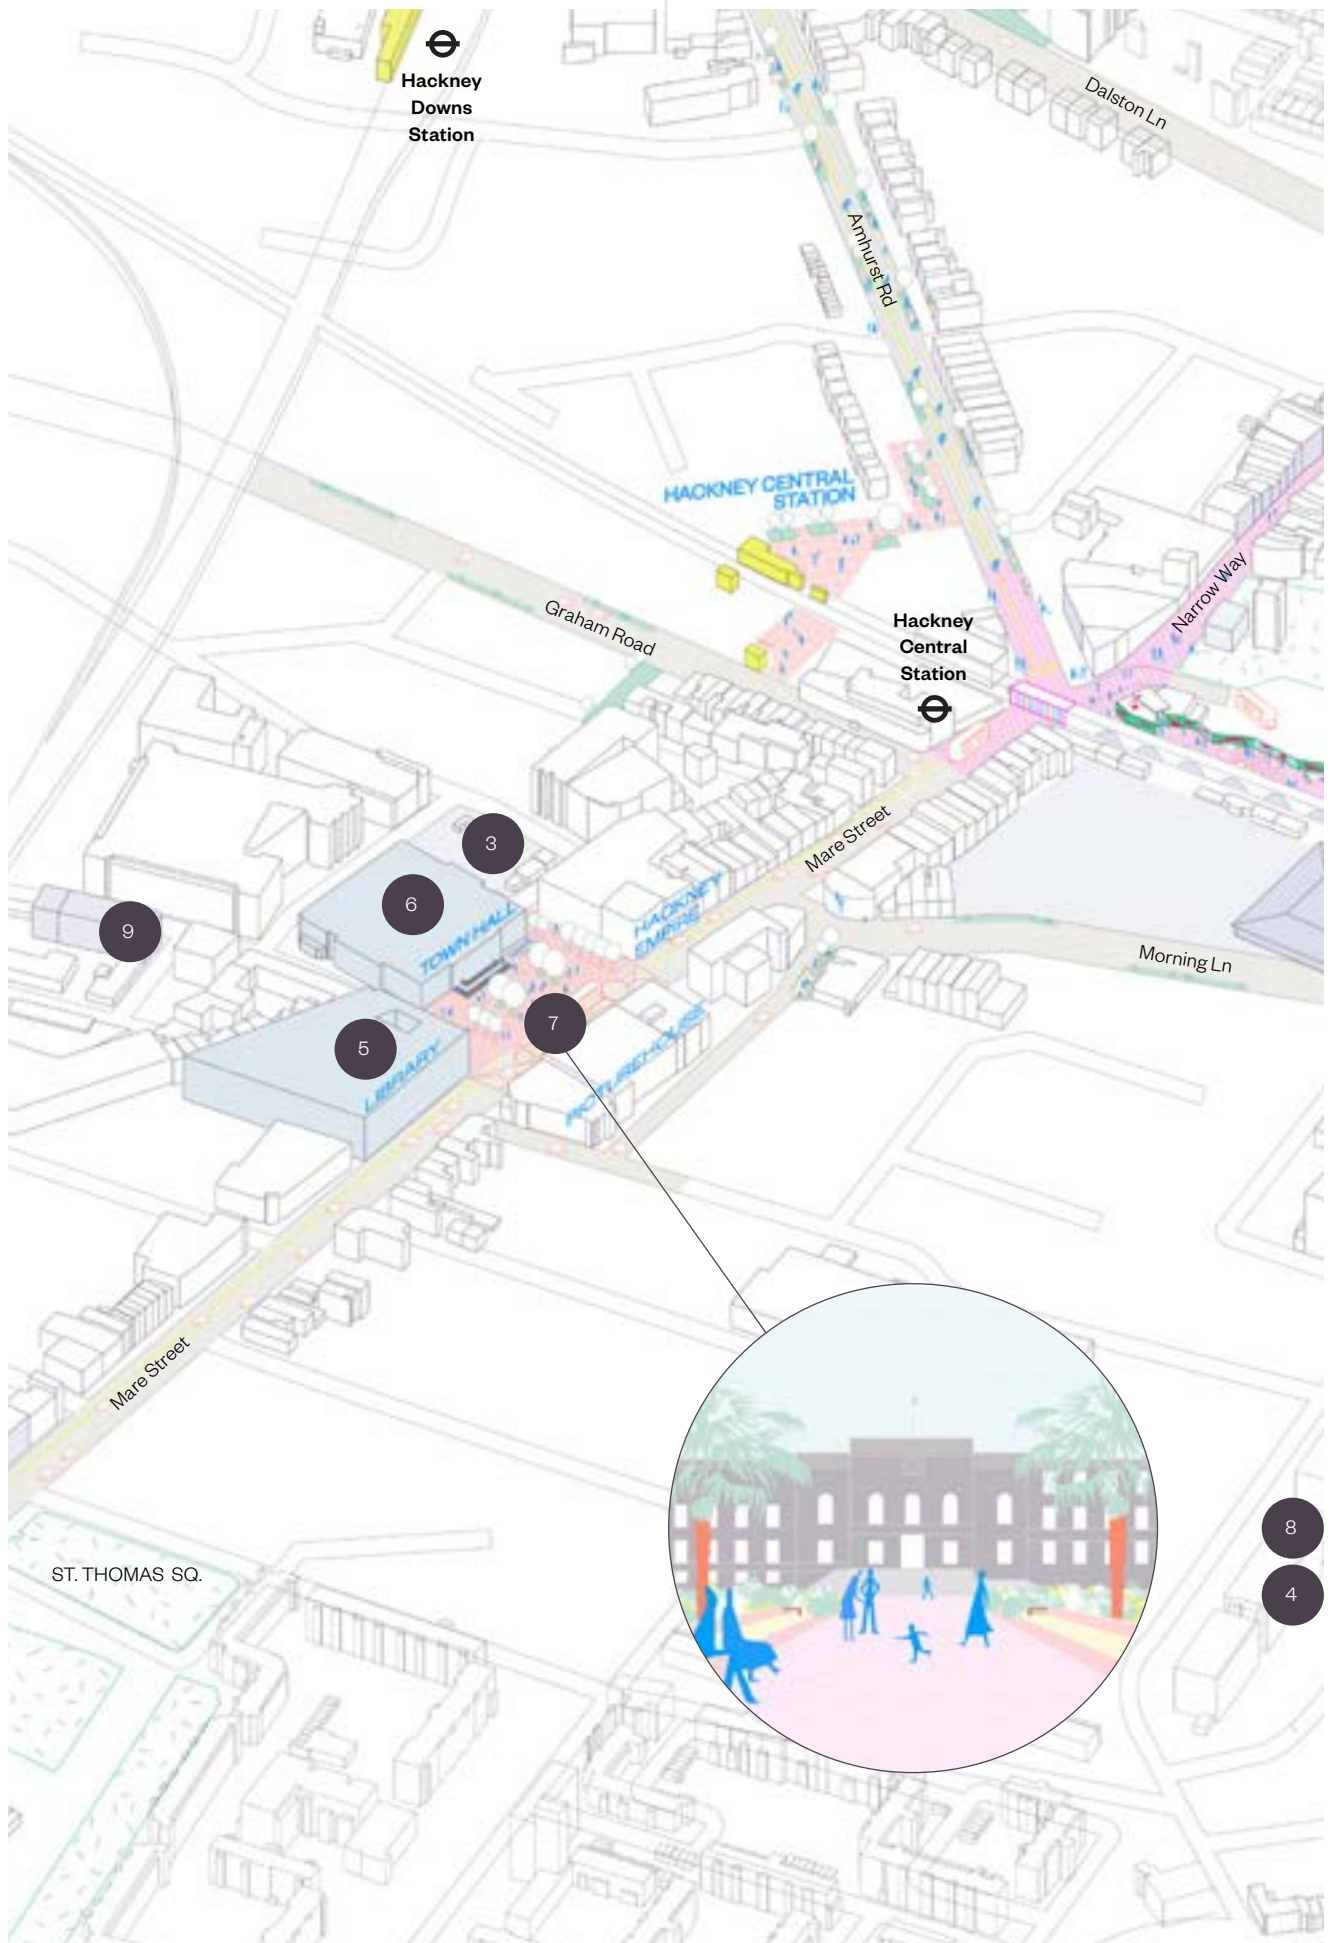 Hackney
Downs
Station
Dalston Ln
Amhurst Rd
HACKNEY CENTRAL
STATION
Narrow Way
Graham Road
Hackney
Central
Station
Mare Street
3
6
TOWN HALL
HACKNEY
EMPIRE
9
Morning Ln
7
5
LIBRARY
PICTUREHOUSE
Mare Street
8
ST. THOMAS SQ.
4